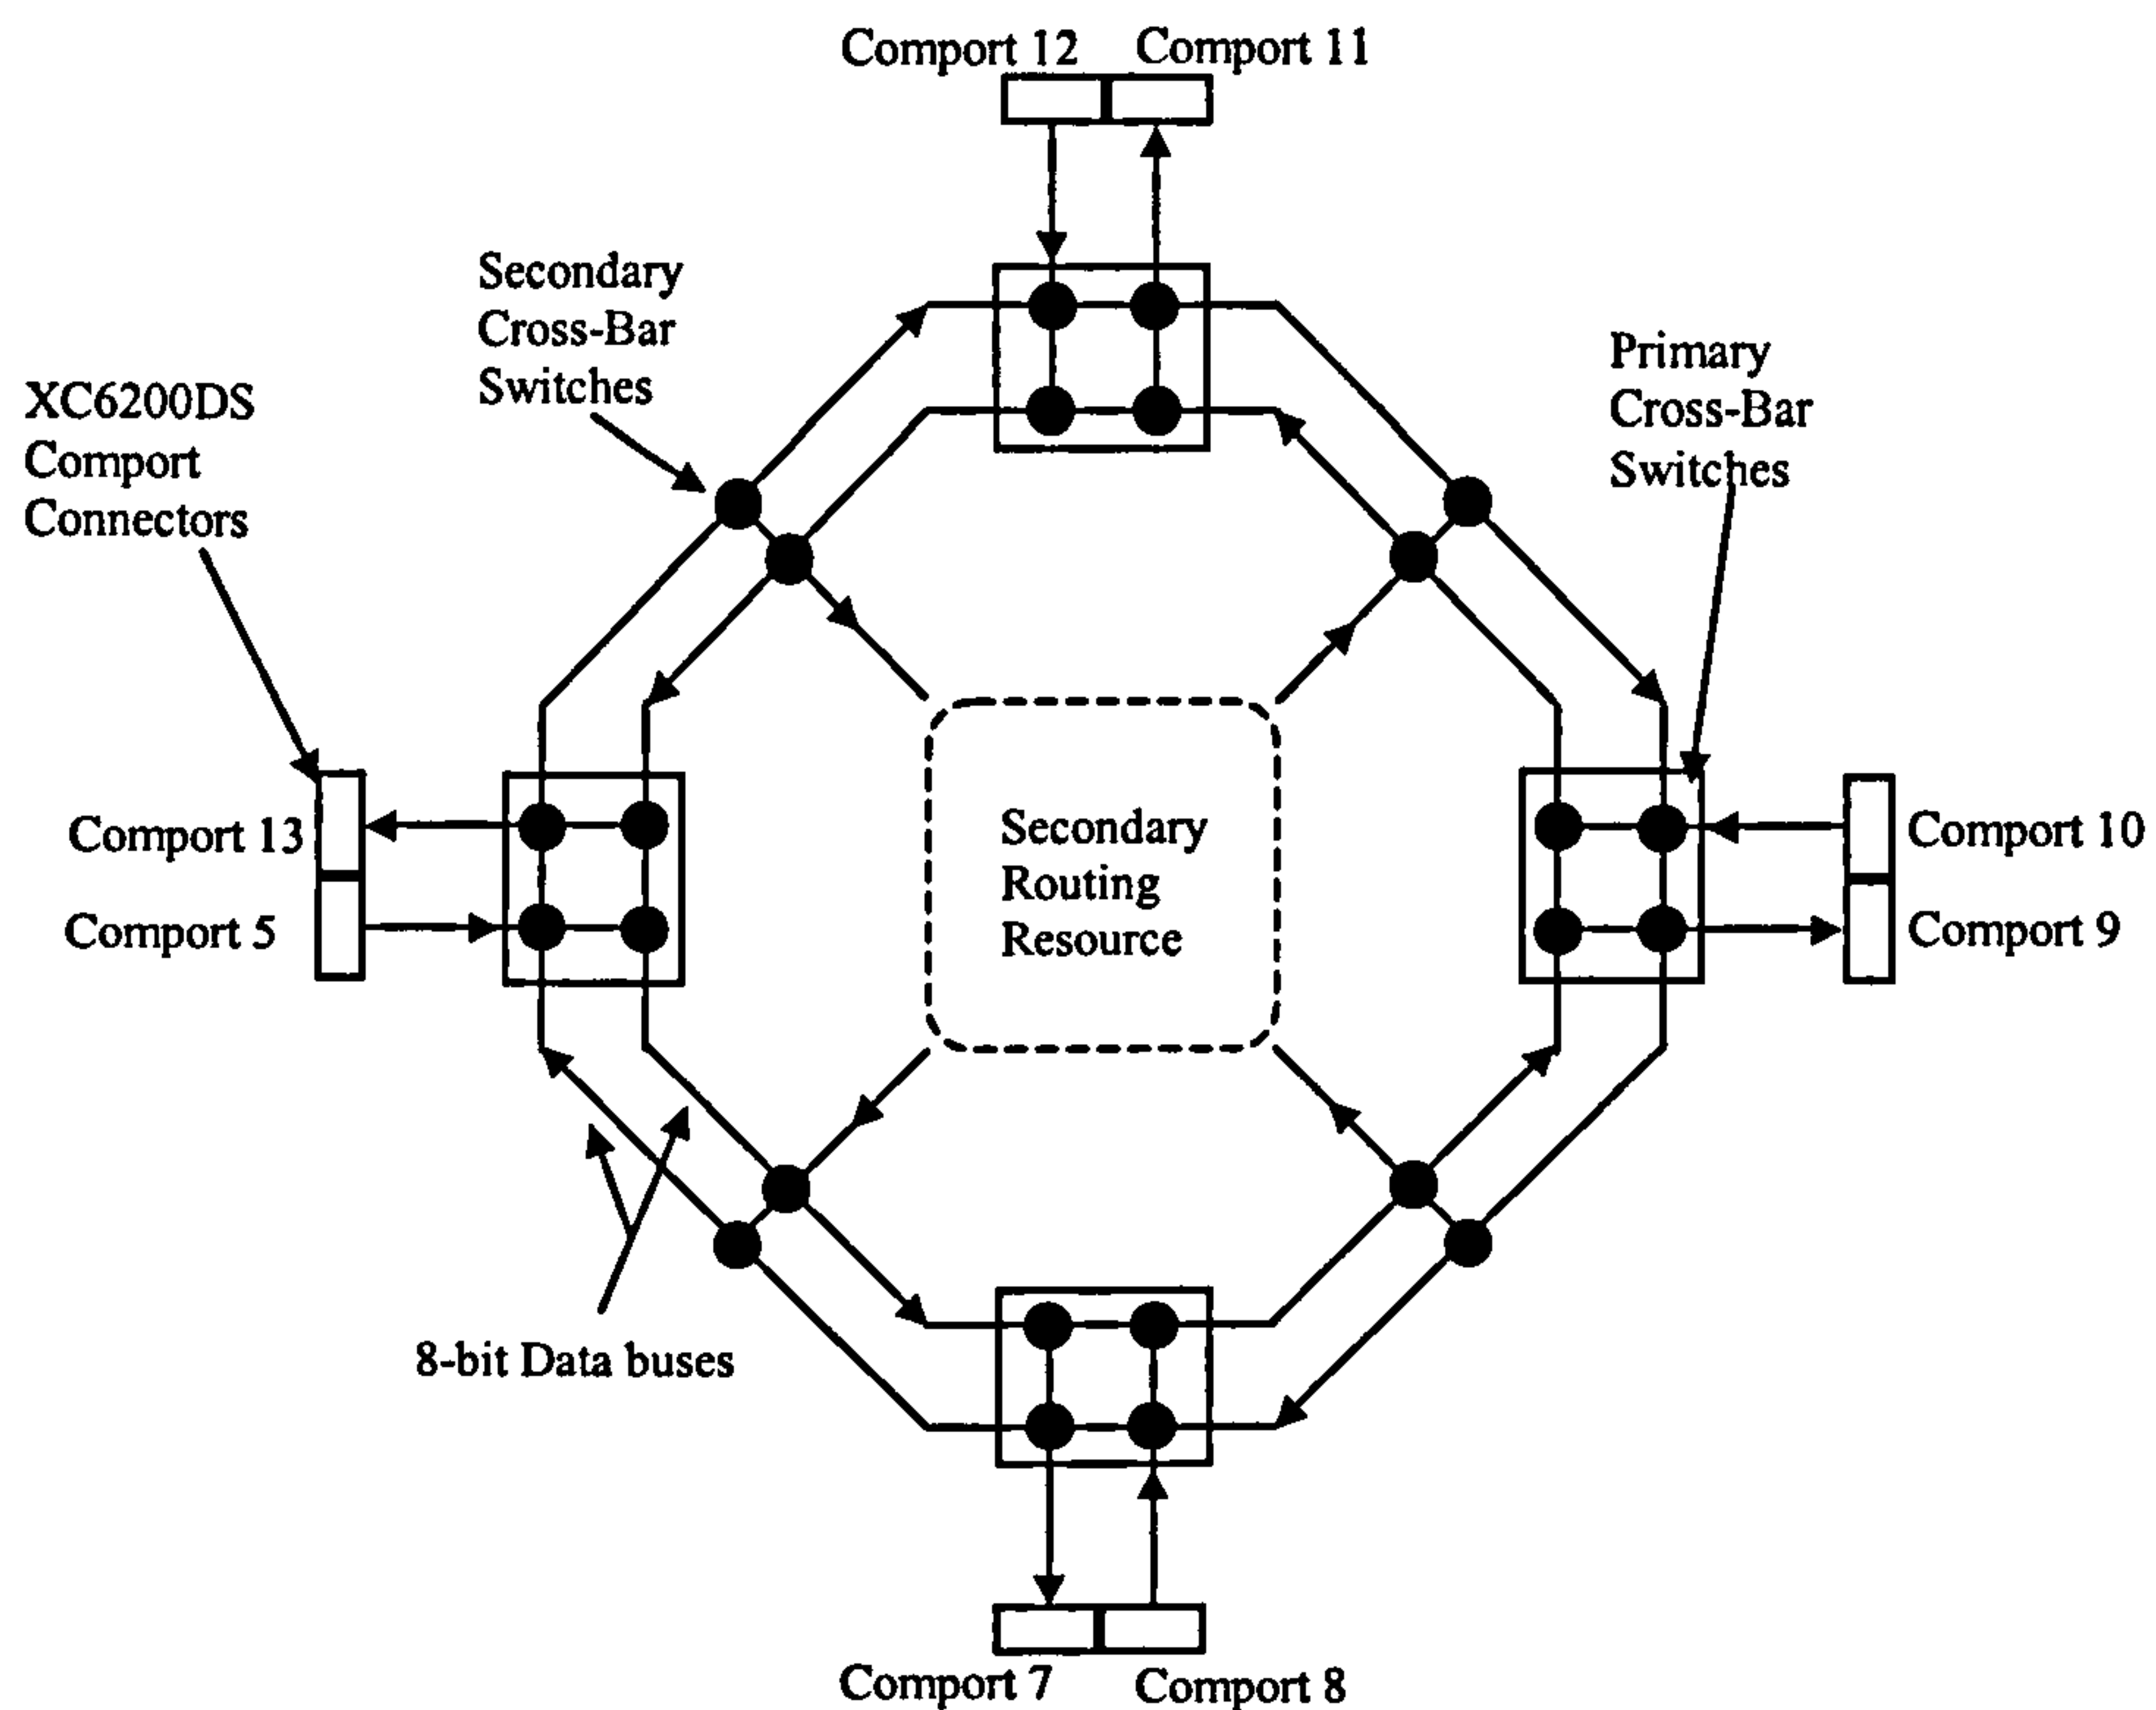 Comport 12
Comport 11
Secondary
Cross-Bar
Switches
Primary
Cross-Bar
Switches
XC6200DS
Comport
Connectors
Secondary
Routing
Resource
Comport 13
Comport 5
Comport 10
Comport 9
8-bit Data buses
Comport 7
Comport 8